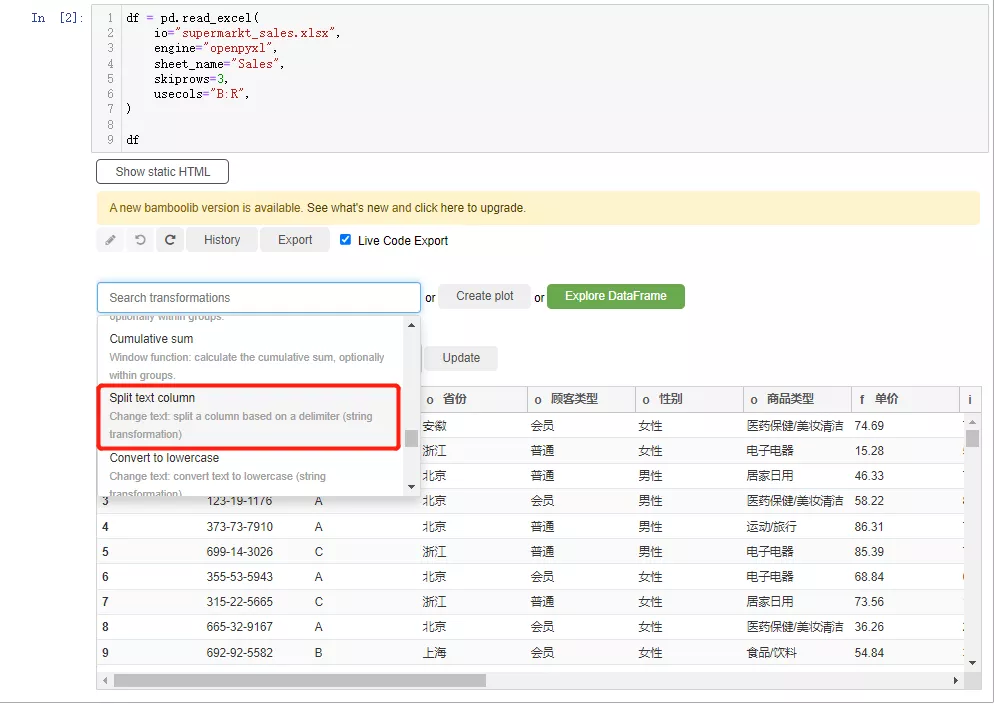 In [2]:
1 df = pd.read_excel(
2 io="supermarkt_sales.xlsx",
3 engine="openpyxl",
4 sheet_name="Sales",
5 skiprows=3,
6 usecols="B:R",
7 )
8
9 df
Show static HTML
A new bamboolib version is available. See what's new and click here to upgrade.
History Export Live Code Export
Search transformations or Create plot or Explore DataFrame
optionally within groups.
Cumulative sum
Window function: calculate the cumulative sum, optionally
within groups.
Update
Split text column
Change text: split a column based on a delimiter (string
transformation)
Convert to lowercase
Change text: convert text to lowercase (string
transformation)
o 省份 o 顾客类型 o 性别 o 商品类型 f 单价 i
安徽 会员 女性 医药保健/美妆清洁 74.69
浙江 普通 女性 电子电器 15.28
北京 普通 男性 居家日用 46.33
3 123-19-1176 A 北京 会员 男性 医药保健/美妆清洁 58.22
4 373-73-7910 A 北京 普通 男性 运动/旅行 86.31
5 699-14-3026 C 浙江 普通 男性 电子电器 85.39
6 355-53-5943 A 北京 会员 女性 电子电器 68.84
7 315-22-5665 C 浙江 普通 女性 居家日用 73.56
8 665-32-9167 A 北京 会员 女性 医药保健/美妆清洁 36.26
9 692-92-5582 B 上海 会员 女性 食品/饮料 54.84